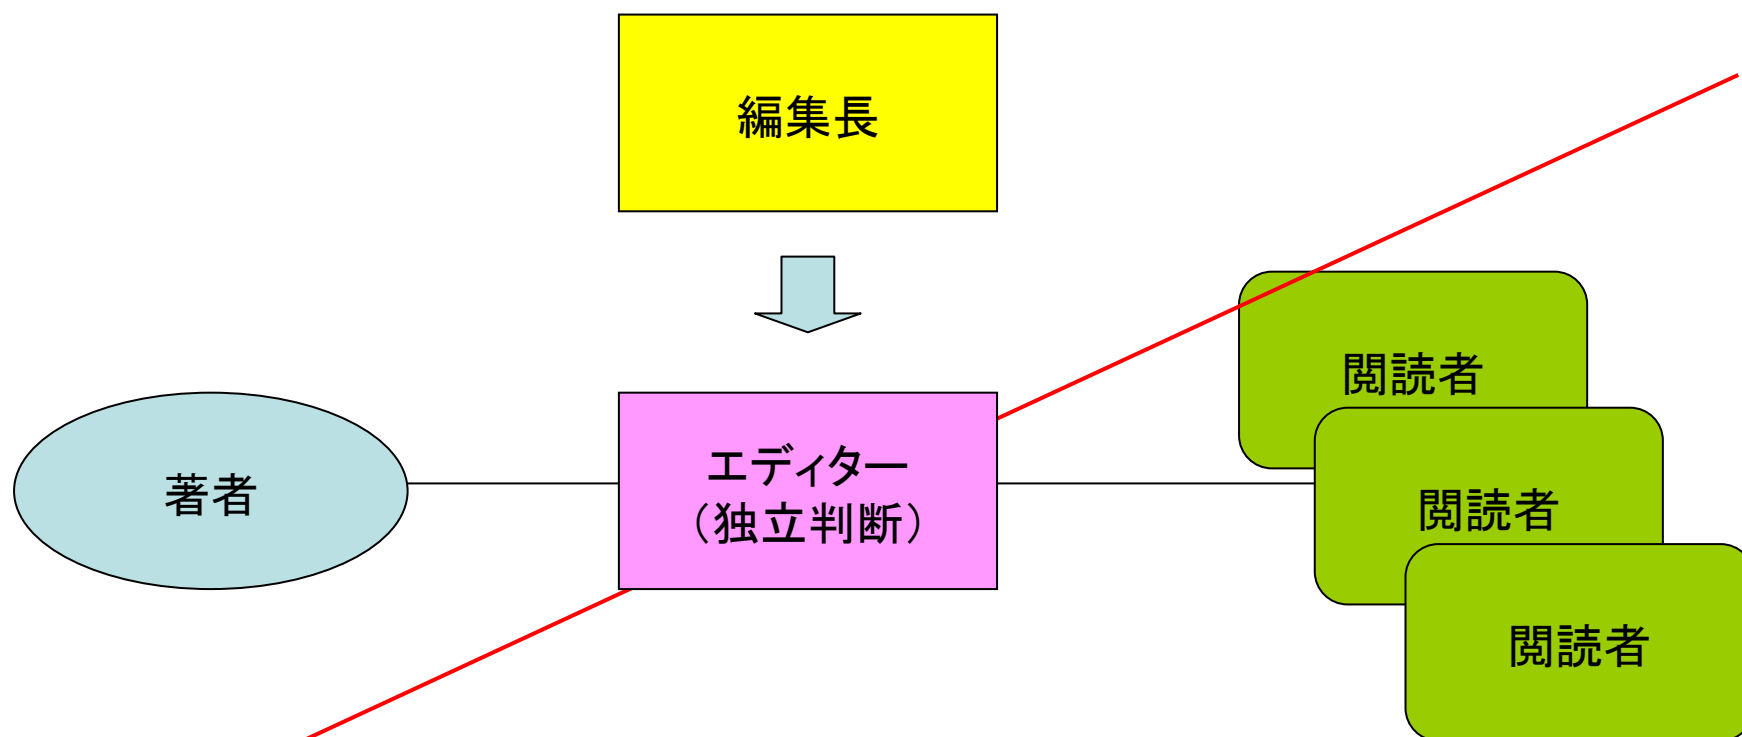 編集長
閲読者
著者
エディター
（独立判断）
閲読者
閲読者